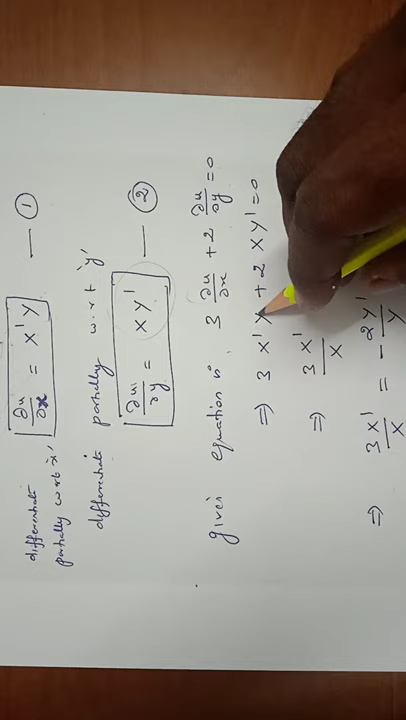 differentiate
partially w.r.t 'x',
∂u/∂x = X'Y — ①
differentiate partially w.r.t 'y'
∂u/∂y = XY' — ②
given equation is, 3 ∂u/∂x + 2 ∂u/∂y = 0
⇒ 3 X'Y + 2 XY' = 0
⇒ 3X'/X
⇒ 3X'/X = - 2Y'/Y